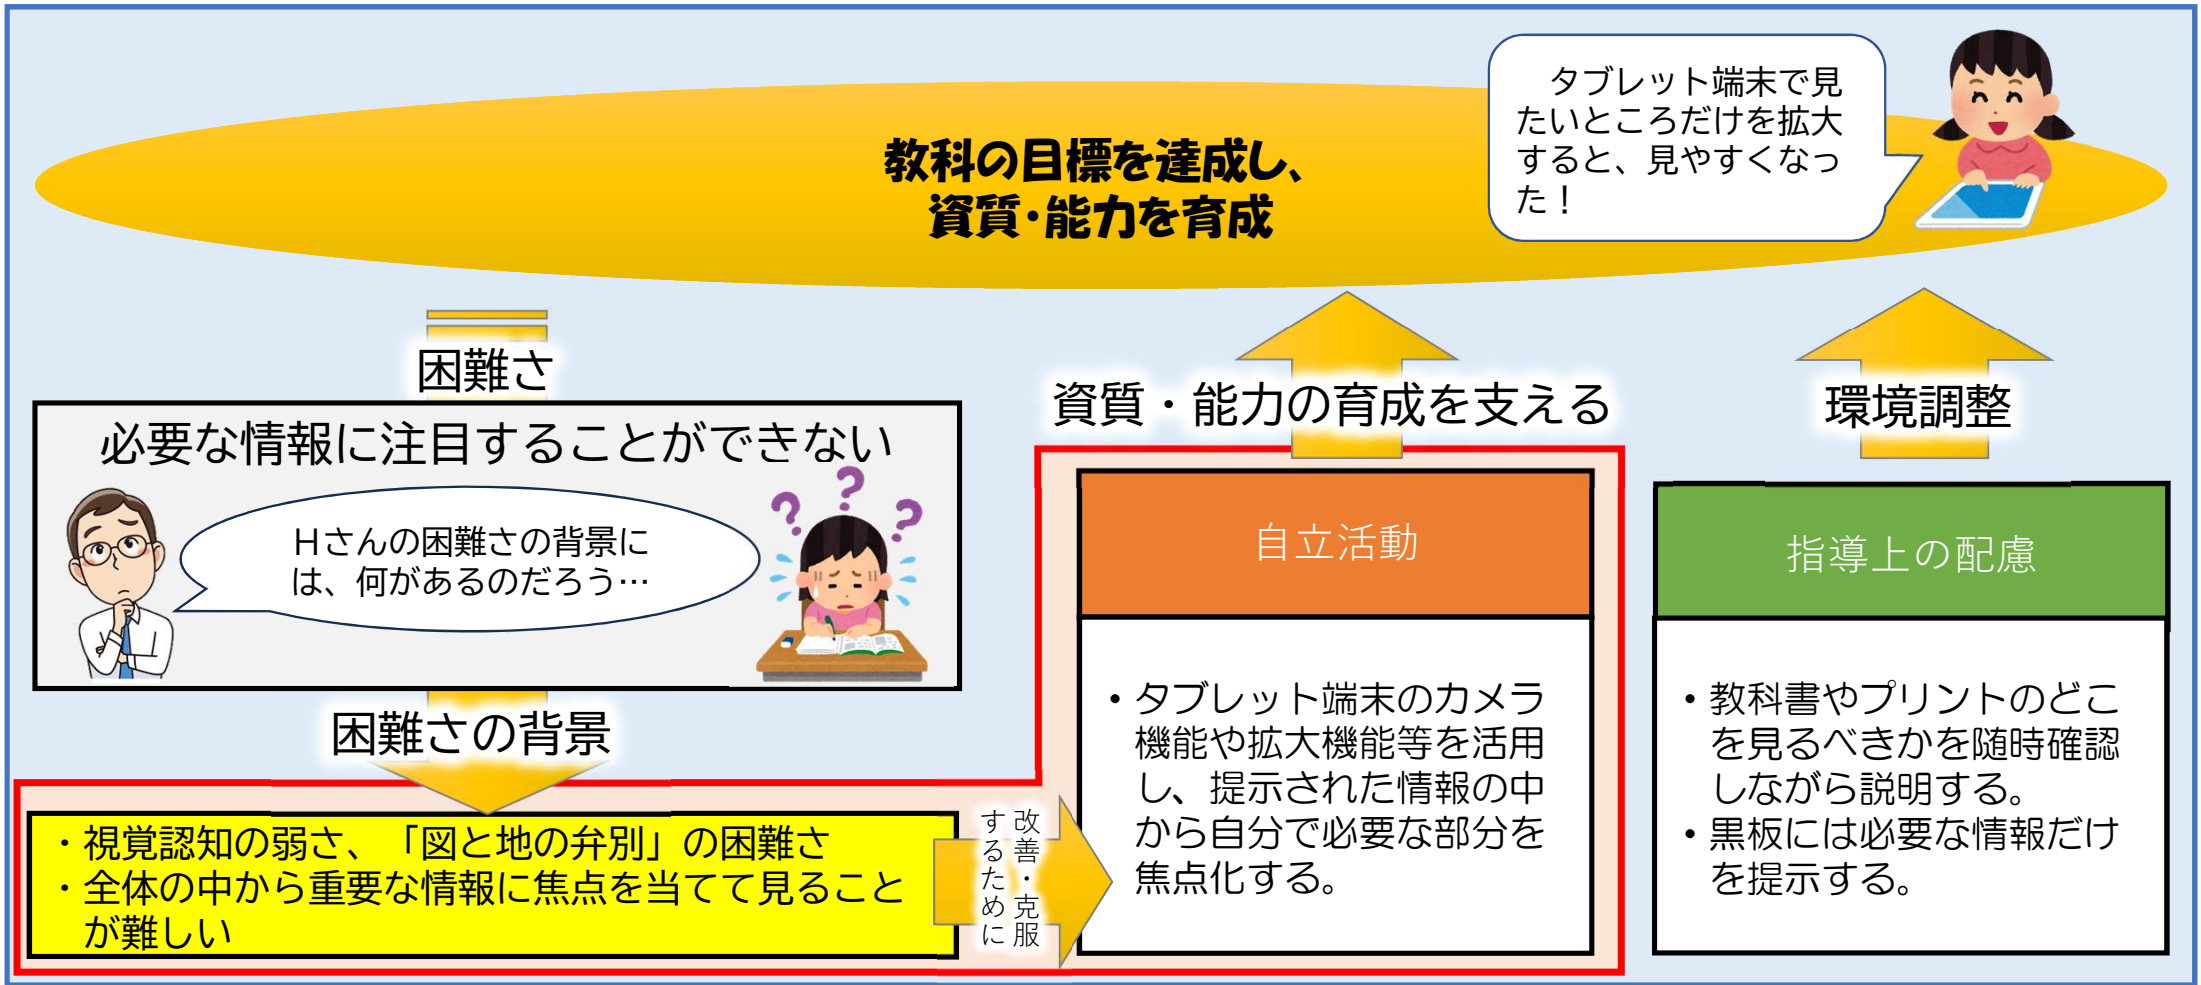 教科の目標を達成し、
資質・能力を育成
タブレット端末で見
たいところだけを拡大
すると、見やすくなっ
た！
困難さ
必要な情報に注目することができない
Hさんの困難さの背景に
は、何があるのだろう…
困難さの背景
・視覚認知の弱さ、「図と地の弁別」の困難さ
・全体の中から重要な情報に焦点を当てて見ること
が難しい
改善・克服
するために
資質・能力の育成を支える
自立活動
・タブレット端末のカメラ
機能や拡大機能等を活用
し、提示された情報の中
から自分で必要な部分を
焦点化する。
環境調整
指導上の配慮
・教科書やプリントのどこ
を見るべきかを随時確認
しながら説明する。
・黒板には必要な情報だけ
を提示する。